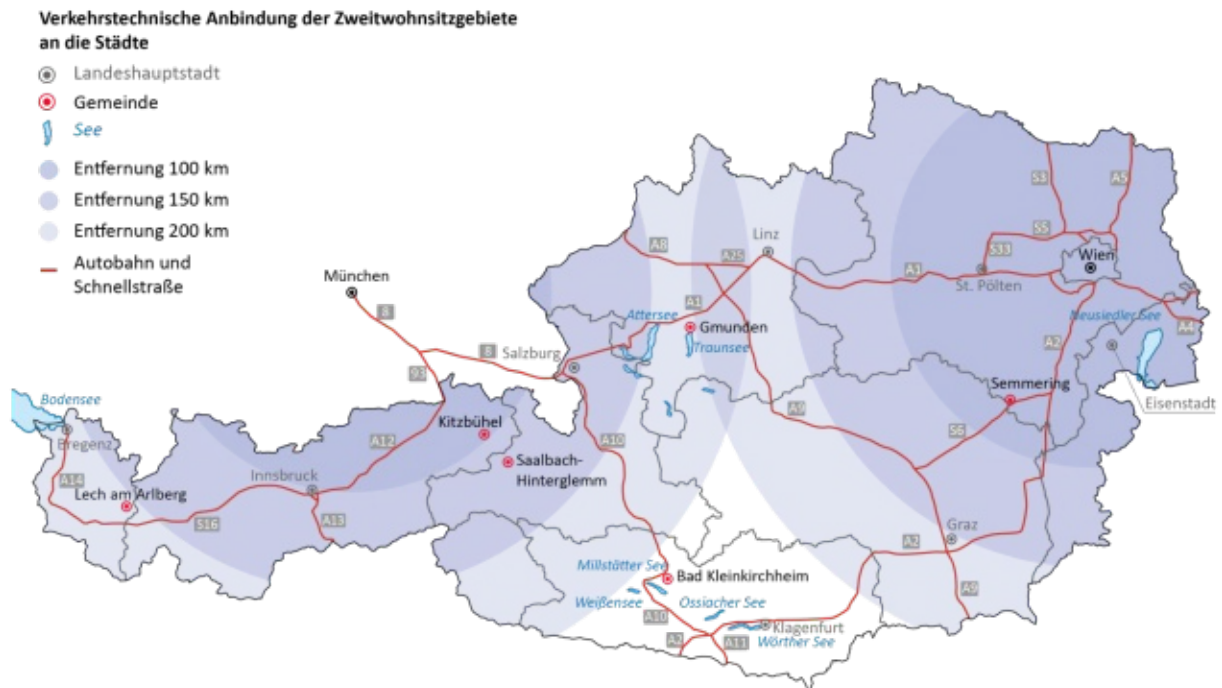 Verkehrstechnische Anbindung der Zweitwohnsitzgebiete
an die Städte
Landeshauptstadt
Gemeinde
See
Entfernung 100 km
Entfernung 150 km
Entfernung 200 km
Autobahn und
Schnellstraße
München
8
8
93
Salzburg
Linz
A8
A25
A1
A1
Attersee
Gmunden
Traunsee
S3
A5
S5
S33
Wien
St. Pölten
Neusiedler See
A4
A2
Eisenstadt
Semmering
S6
A9
A10
Bodensee
Bregenz
A14
Lech am Arlberg
S16
Innsbruck
A12
A13
Kitzbühel
Saalbach-
Hinterglemm
Graz
A2
A9
Millstätter See
Bad Kleinkirchheim
Weißensee
Ossiacher See
A10
Klagenfurt
A2
A11
Wörther See